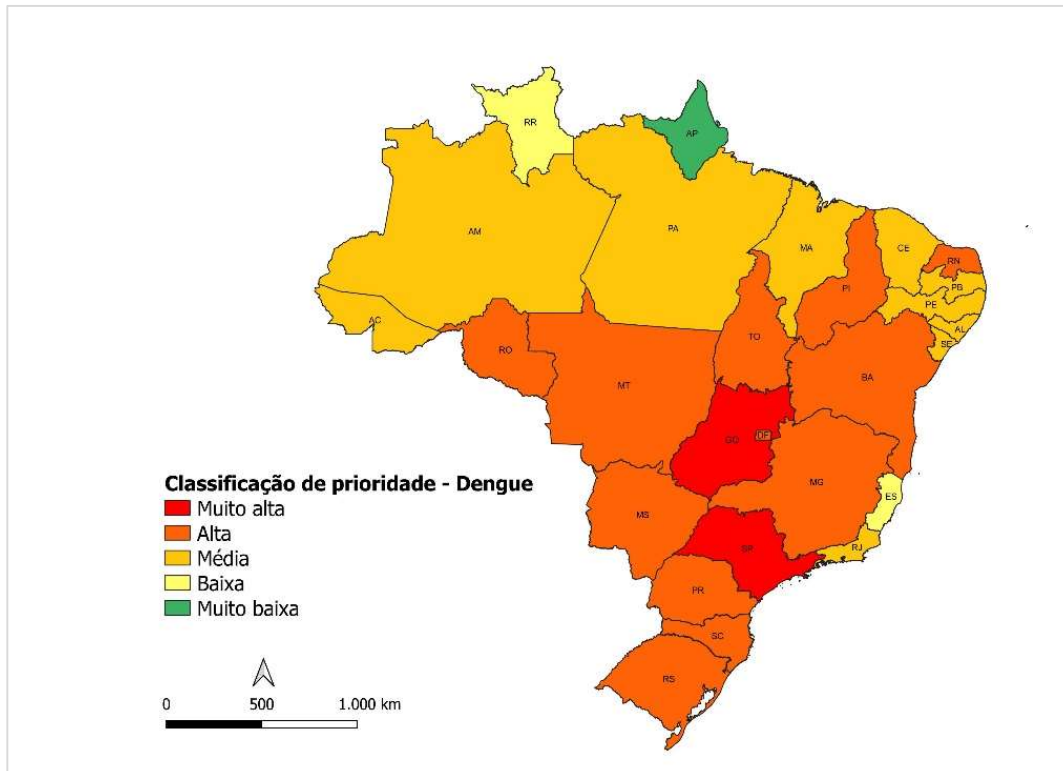 RR
AP
AM
PA
MA
CE
RN
PB
PE
AL
SE
PI
AC
TO
RO
BA
MT
GO
DF
MG
ES
MS
SP
RJ
PR
SC
RS
Classificação de prioridade - Dengue
Muito alta
Alta
Média
Baixa
Muito baixa
0 500 1.000 km